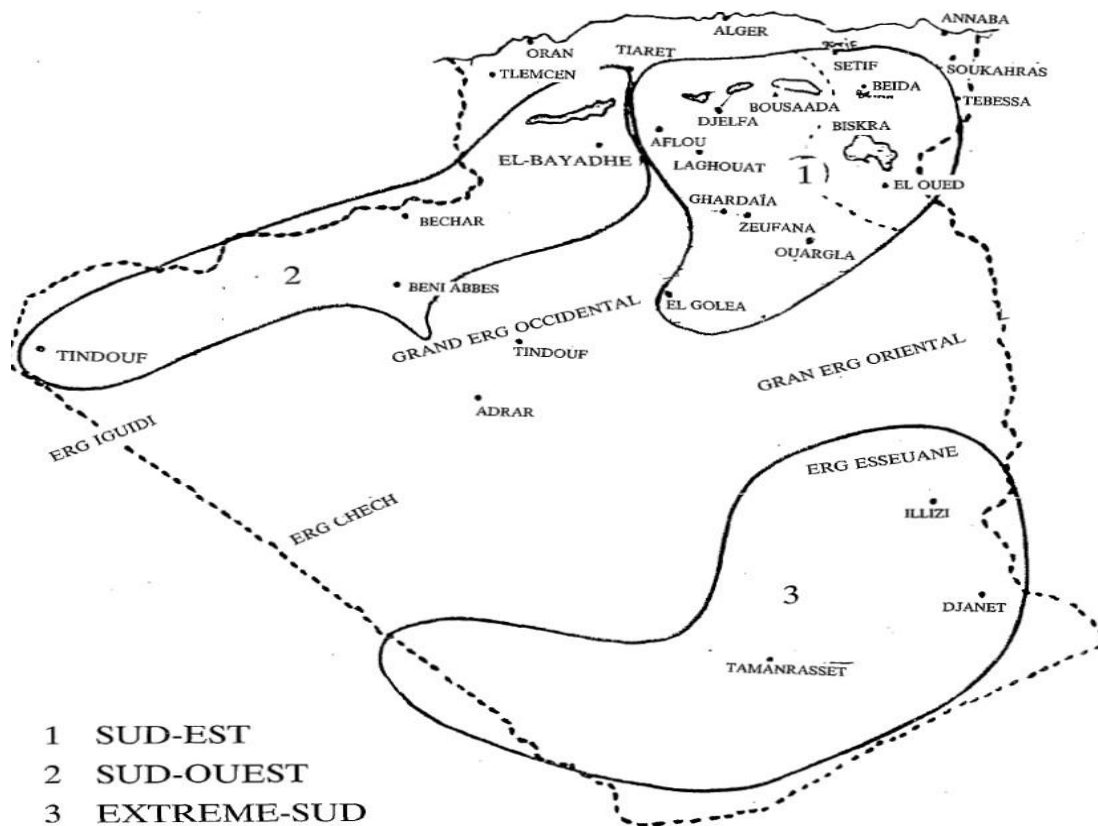 ANNABA
ALGER
ORAN
TIARET
SETIF
SOUKAHRAS
TLEMCEN
BEIDA
BOUSAADA
TEBESSA
DJELFA
BISKRA
AFLOU
EL-BAYADHE
LAGHOUAT
1
EL OUED
GHARDAÏA
BECHAR
ZEUFANA
OUARGLA
2
BENI ABBES
EL GOLEA
GRAND ERG OCCIDENTAL
TINDOUF
TINDOUF
GRAN ERG ORIENTAL
ADRAR
ERG IGUIDI
ERG ESSEUANE
ERG CHECH
ILLIZI
3
DJANET
TAMANRASSET
1 SUD-EST
2 SUD-OUEST
3 EXTREME-SUD